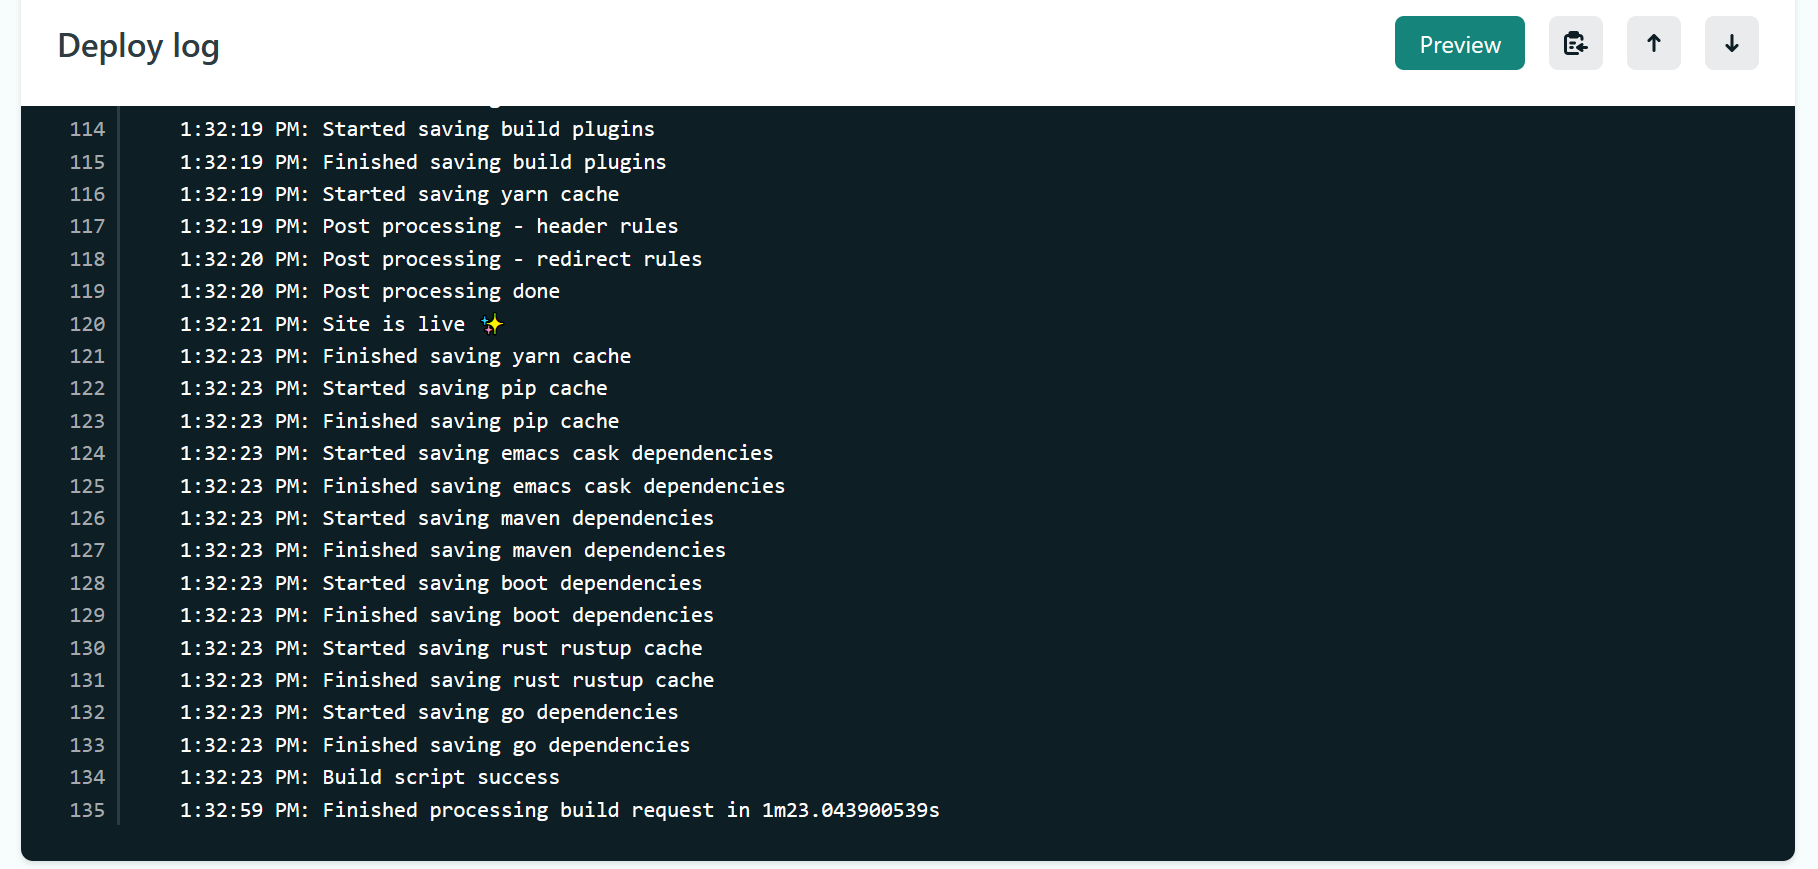 Deploy log
Preview
114 1:32:19 PM: Started saving build plugins
115 1:32:19 PM: Finished saving build plugins
116 1:32:19 PM: Started saving yarn cache
117 1:32:19 PM: Post processing - header rules
118 1:32:20 PM: Post processing - redirect rules
119 1:32:20 PM: Post processing done
120 1:32:21 PM: Site is live ✨
121 1:32:23 PM: Finished saving yarn cache
122 1:32:23 PM: Started saving pip cache
123 1:32:23 PM: Finished saving pip cache
124 1:32:23 PM: Started saving emacs cask dependencies
125 1:32:23 PM: Finished saving emacs cask dependencies
126 1:32:23 PM: Started saving maven dependencies
127 1:32:23 PM: Finished saving maven dependencies
128 1:32:23 PM: Started saving boot dependencies
129 1:32:23 PM: Finished saving boot dependencies
130 1:32:23 PM: Started saving rust rustup cache
131 1:32:23 PM: Finished saving rust rustup cache
132 1:32:23 PM: Started saving go dependencies
133 1:32:23 PM: Finished saving go dependencies
134 1:32:23 PM: Build script success
135 1:32:59 PM: Finished processing build request in 1m23.043900539s